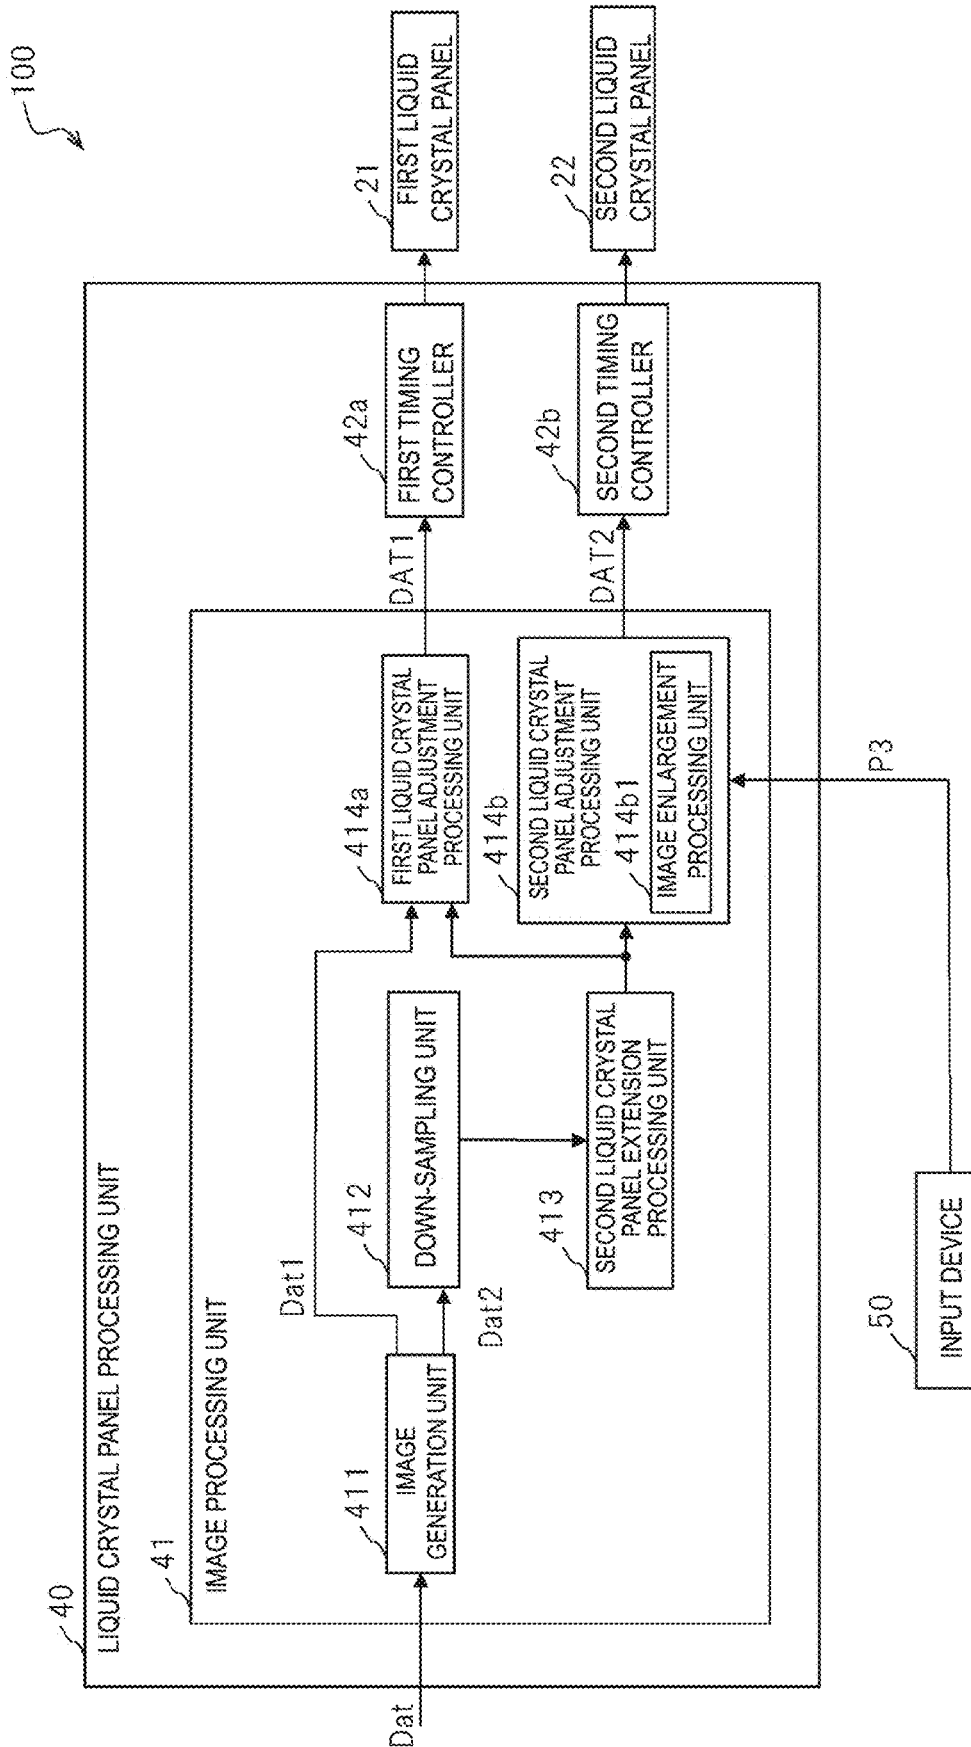 100
40
LIQUID CRYSTAL PANEL PROCESSING UNIT
41
IMAGE PROCESSING UNIT
Dat
411
IMAGE
GENERATION UNIT
Dat1
Dat2
412
DOWN-SAMPLING UNIT
413
SECOND LIQUID CRYSTAL
PANEL EXTENSION
PROCESSING UNIT
414a
FIRST LIQUID CRYSTAL
PANEL ADJUSTMENT
PROCESSING UNIT
414b
SECOND LIQUID CRYSTAL
PANEL ADJUSTMENT
PROCESSING UNIT
414b1
IMAGE ENLARGEMENT
PROCESSING UNIT
DAT1
DAT2
42a
FIRST TIMING
CONTROLLER
42b
SECOND TIMING
CONTROLLER
21
FIRST LIQUID
CRYSTAL PANEL
22
SECOND LIQUID
CRYSTAL PANEL
50
INPUT DEVICE
P3